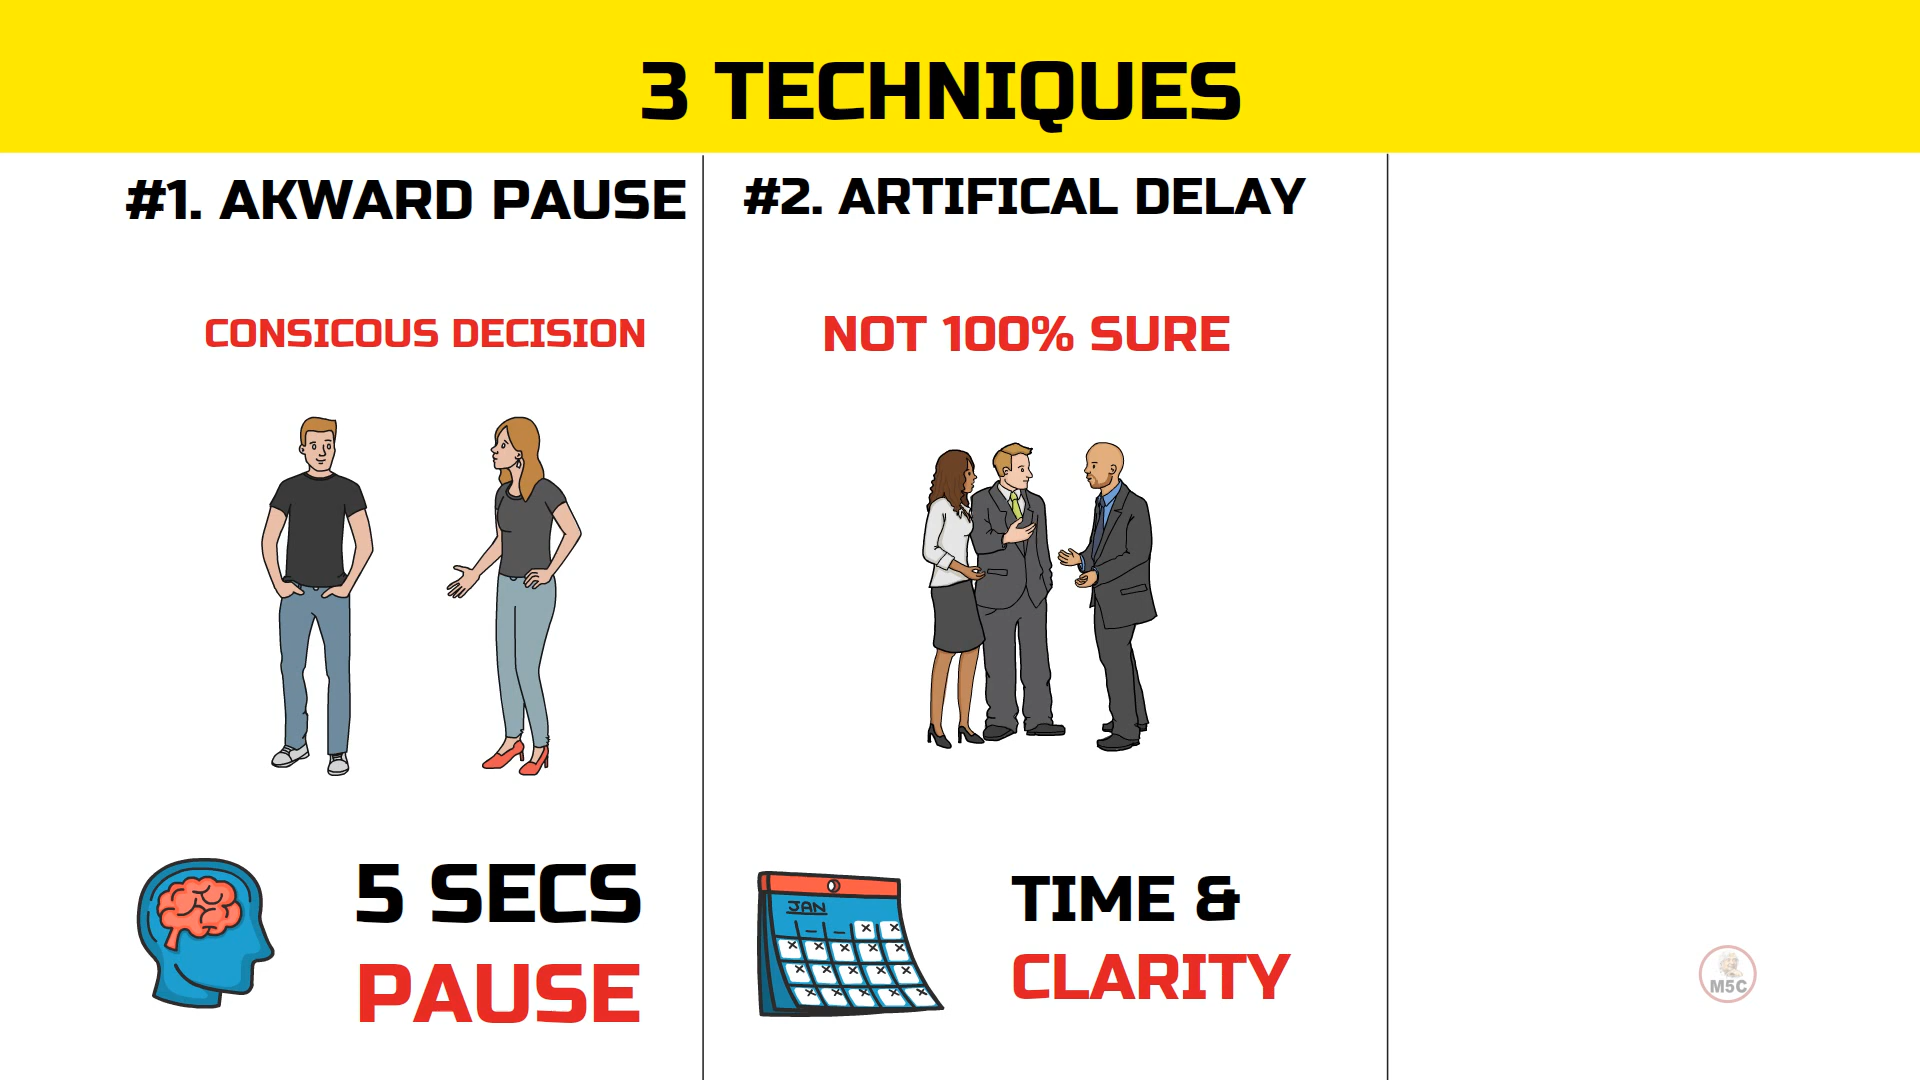 3 TECHNIQUES
#1. AKWARD PAUSE
CONSICOUS DECISION
5 SECS
PAUSE
#2. ARTIFICAL DELAY
NOT 100% SURE
JAN
TIME &
CLARITY
M5C